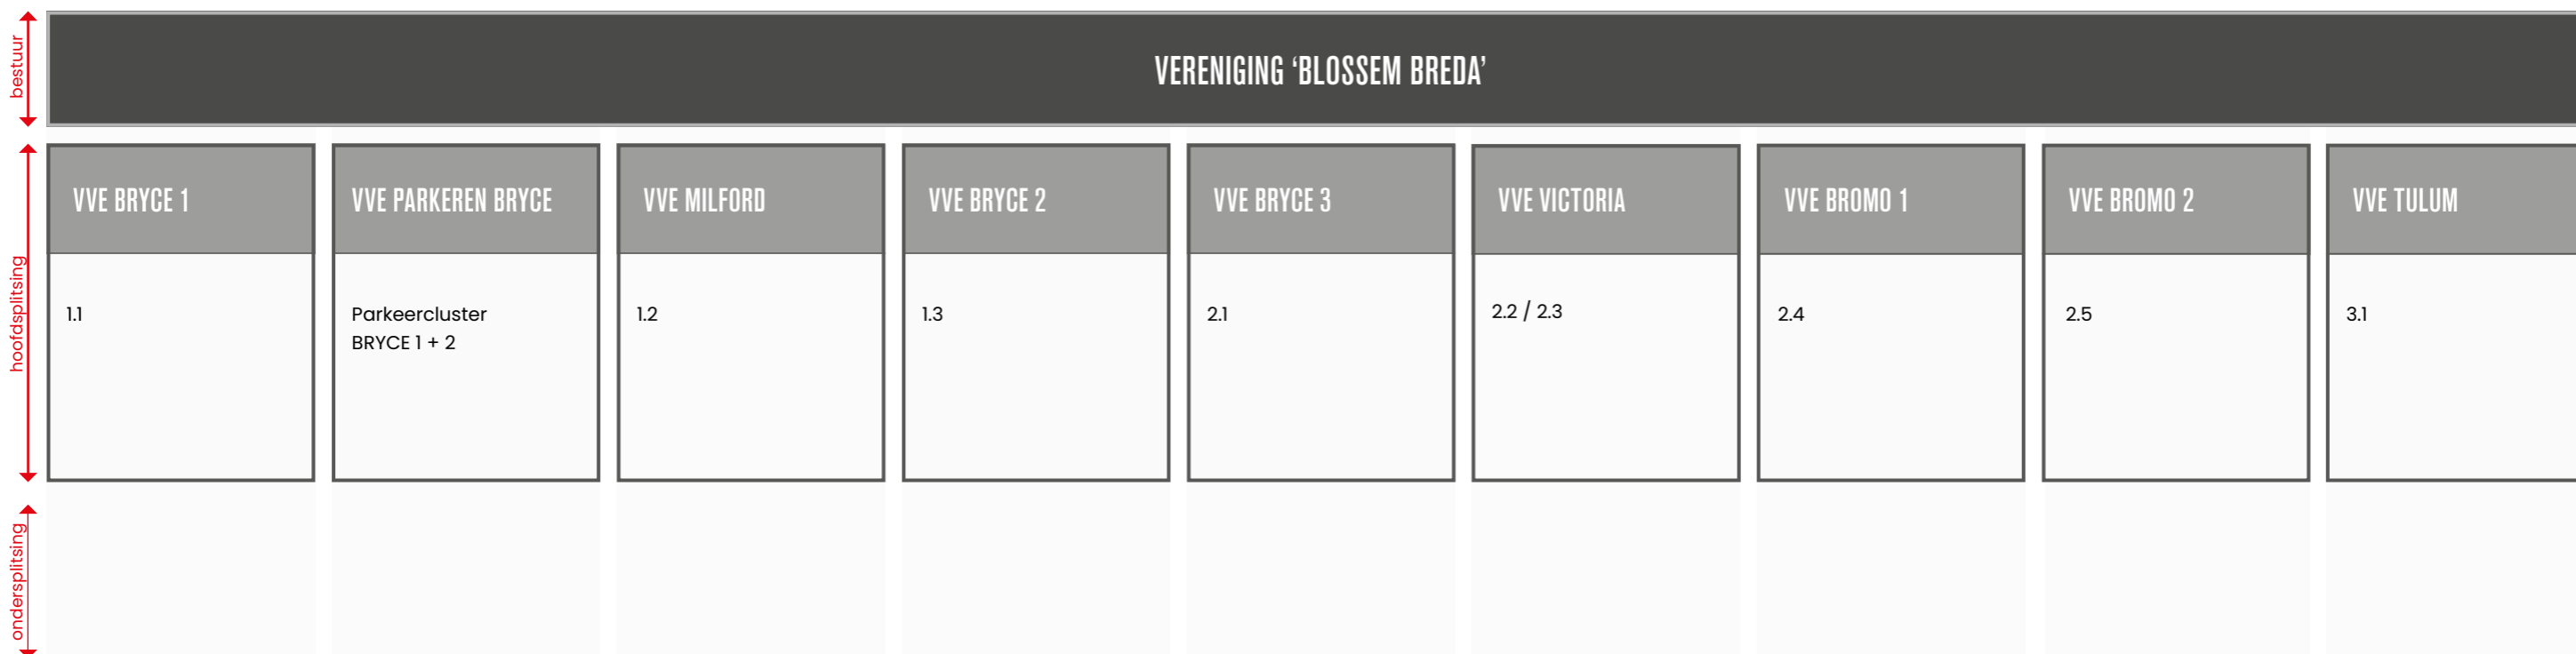 bestuur
VERENIGING ‘BLOSSEM BREDA’
hoofdsplitsing
VVE BRYCE 1
1.1
VVE PARKEREN BRYCE
Parkeercluster
BRYCE 1 + 2
VVE MILFORD
1.2
VVE BRYCE 2
1.3
VVE BRYCE 3
2.1
VVE VICTORIA
2.2 / 2.3
VVE BROMO 1
2.4
VVE BROMO 2
2.5
VVE TULUM
3.1
ondersplitsing